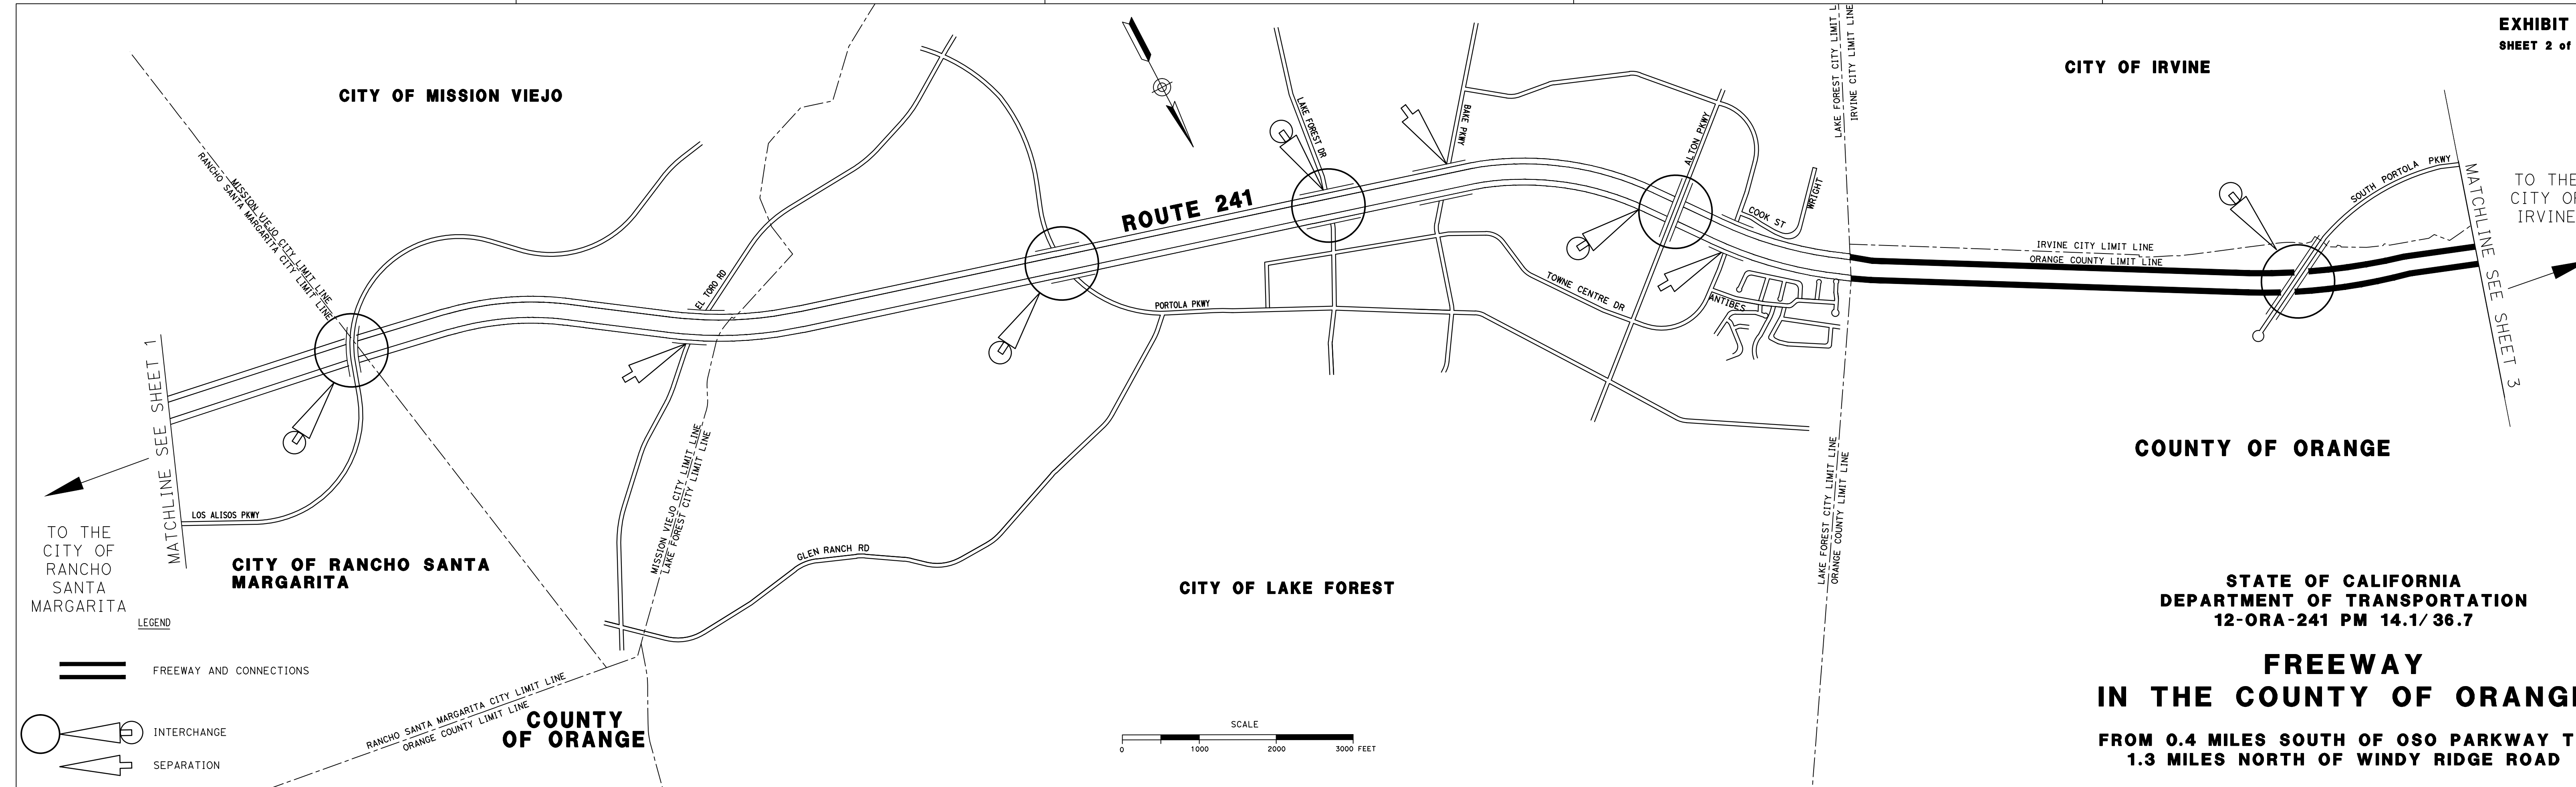 EXHIBIT
SHEET 2 of
CITY OF MISSION VIEJO
CITY OF IRVINE
LAKE FOREST CITY LIMIT L
IRVINE CITY LIMIT LINE
MISSION VIEJO CITY LIMIT LINE
RANCHO SANTA MARGARITA CITY LIMIT LINE
LAKE FOREST DR
BAKE PKWY
ALTON PKWY
COOK ST
WRIGHT
SOUTH PORTOLA PKWY
TO THE
CITY OF
IRVINE
MATCHLINE SEE SHEET 3
ROUTE 241
EL TORO RD
PORTOLA PKWY
TOWNE CENTRE DR
ANTIBES
IRVINE CITY LIMIT LINE
ORANGE COUNTY LIMIT LINE
MATCHLINE SEE SHEET 1
LOS ALISOS PKWY
TO THE
CITY OF
RANCHO
SANTA
MARGARITA
CITY OF RANCHO SANTA
MARGARITA
MISSION VIEJO CITY LIMIT LINE
LAKE FOREST CITY LIMIT LINE
GLEN RANCH RD
CITY OF LAKE FOREST
LAKE FOREST CITY LIMIT LINE
ORANGE COUNTY LIMIT LINE
COUNTY OF ORANGE
LEGEND
FREEWAY AND CONNECTIONS
INTERCHANGE
SEPARATION
RANCHO SANTA MARGARITA CITY LIMIT LINE
ORANGE COUNTY LIMIT LINE
COUNTY
OF ORANGE
SCALE
0 1000 2000 3000 FEET
STATE OF CALIFORNIA
DEPARTMENT OF TRANSPORTATION
12-ORA-241 PM 14.1/36.7
FREEWAY
IN THE COUNTY OF ORANG
FROM 0.4 MILES SOUTH OF OSO PARKWAY T
1.3 MILES NORTH OF WINDY RIDGE ROAD